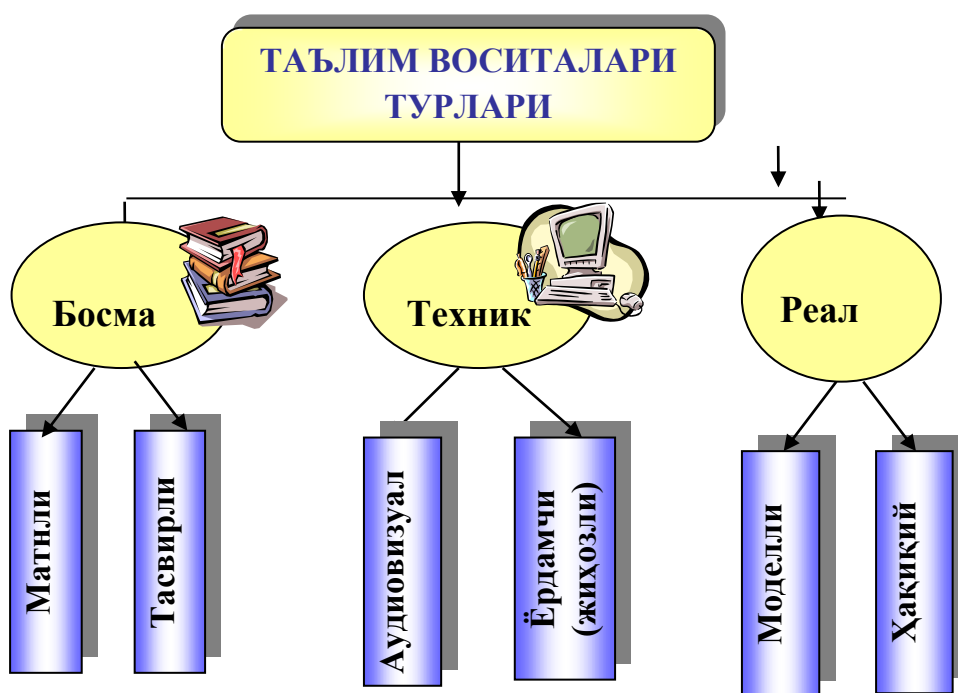 ТАЪЛИМ ВОСИТАЛАРИ
ТУРЛАРИ
Босма
Техник
Реал
Матнли
Тасвирли
Аудиовизуал
Ёрдамчи
(жиҳозли)
Моделли
Ҳақиқий